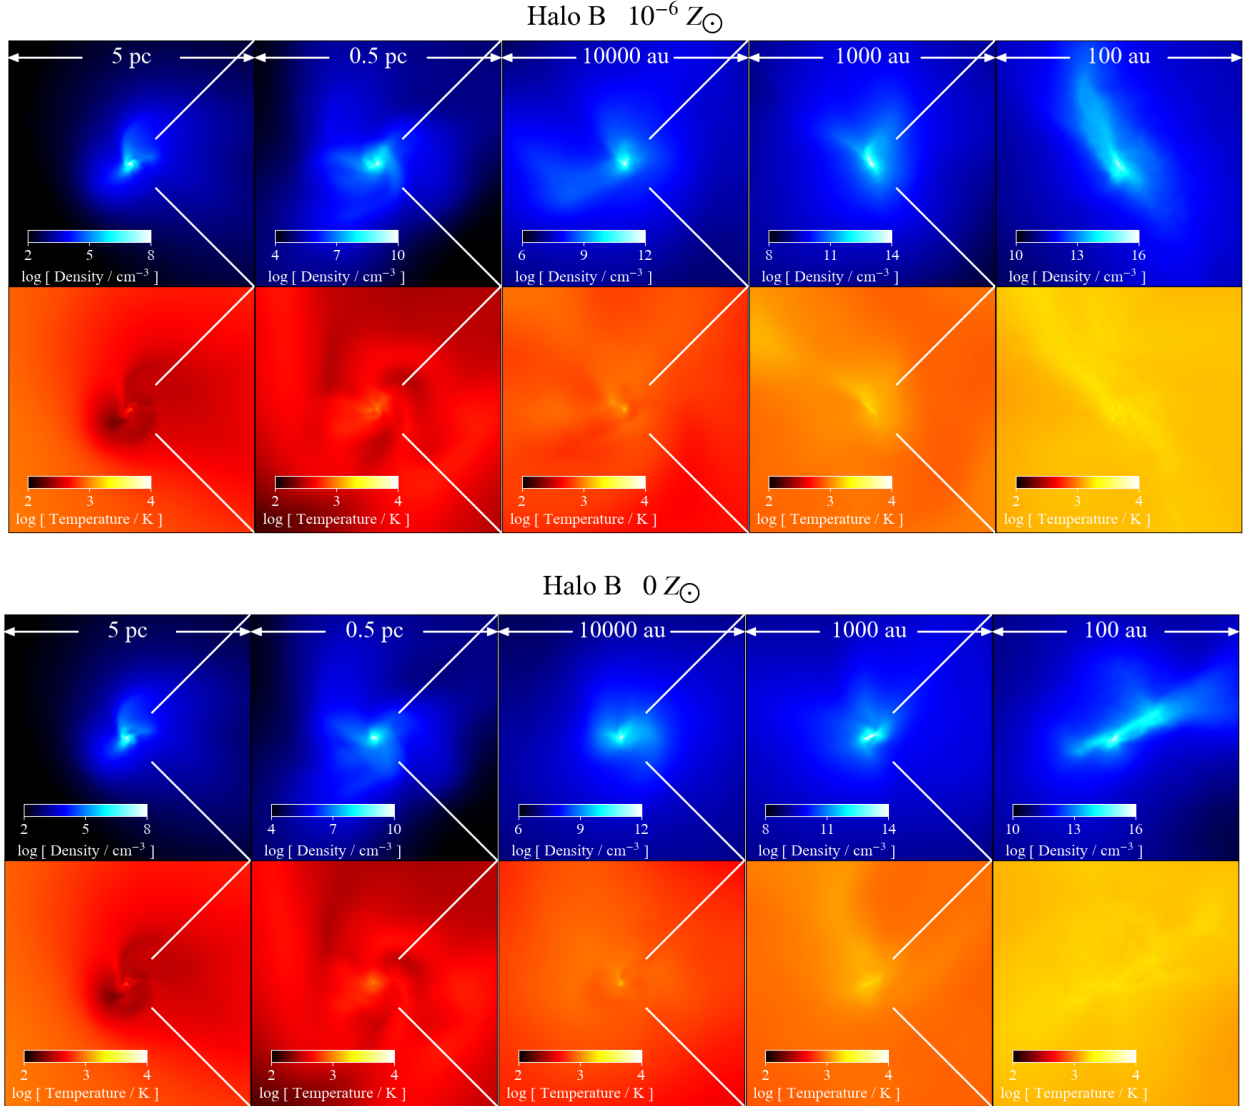 Halo B 10⁻⁶ Z☉
5 pc 0.5 pc 10000 au 1000 au 100 au
2 5 8 4 7 10 6 9 12 8 11 14 10 13 16
log [ Density / cm⁻³ ] log [ Density / cm⁻³ ] log [ Density / cm⁻³ ] log [ Density / cm⁻³ ] log [ Density / cm⁻³ ]
2 3 4 2 3 4 2 3 4 2 3 4 2 3 4
log [ Temperature / K ] log [ Temperature / K ] log [ Temperature / K ] log [ Temperature / K ] log [ Temperature / K ]
Halo B 0 Z☉
5 pc 0.5 pc 10000 au 1000 au 100 au
2 5 8 4 7 10 6 9 12 8 11 14 10 13 16
log [ Density / cm⁻³ ] log [ Density / cm⁻³ ] log [ Density / cm⁻³ ] log [ Density / cm⁻³ ] log [ Density / cm⁻³ ]
2 3 4 2 3 4 2 3 4 2 3 4 2 3 4
log [ Temperature / K ] log [ Temperature / K ] log [ Temperature / K ] log [ Temperature / K ] log [ Temperature / K ]